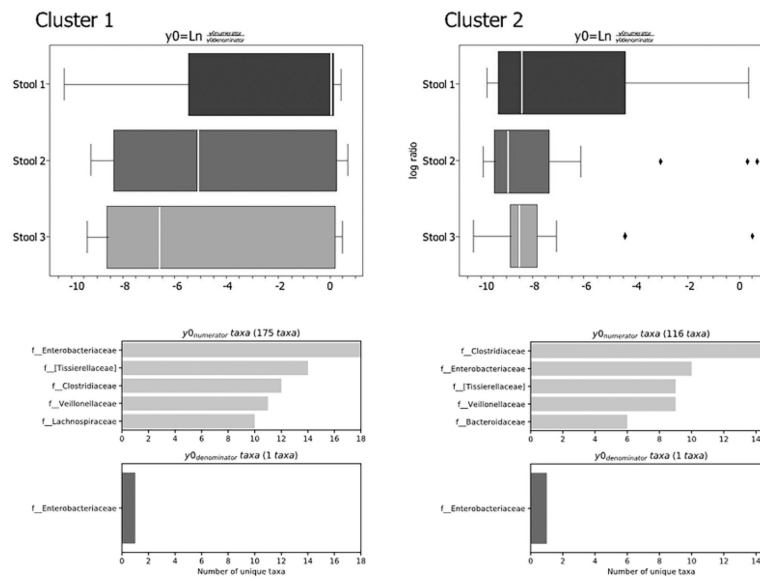 Cluster 1
y0=Ln y0numerator/y0denominator
Stool 1
Stool 2
Stool 3
-10 -8 -6 -4 -2 0
Cluster 2
y0=Ln y0numerator/y0denominator
log ratio
Stool 1
Stool 2
Stool 3
-10 -8 -6 -4 -2 0
y0numerator taxa (175 taxa)
f__Enterobacteriaceae
f__[Tissierellaceae]
f__Clostridiaceae
f__Veillonellaceae
f__Lachnospiraceae
0 2 4 6 8 10 12 14 16 18
y0denominator taxa (1 taxa)
f__Enterobacteriaceae
0 2 4 6 8 10 12 14 16 18
Number of unique taxa
y0numerator taxa (116 taxa)
f__Clostridiaceae
f__Enterobacteriaceae
f__[Tissierellaceae]
f__Veillonellaceae
f__Bacteroidaceae
0 2 4 6 8 10 12 14
y0denominator taxa (1 taxa)
f__Enterobacteriaceae
0 2 4 6 8 10 12 14
Number of unique taxa